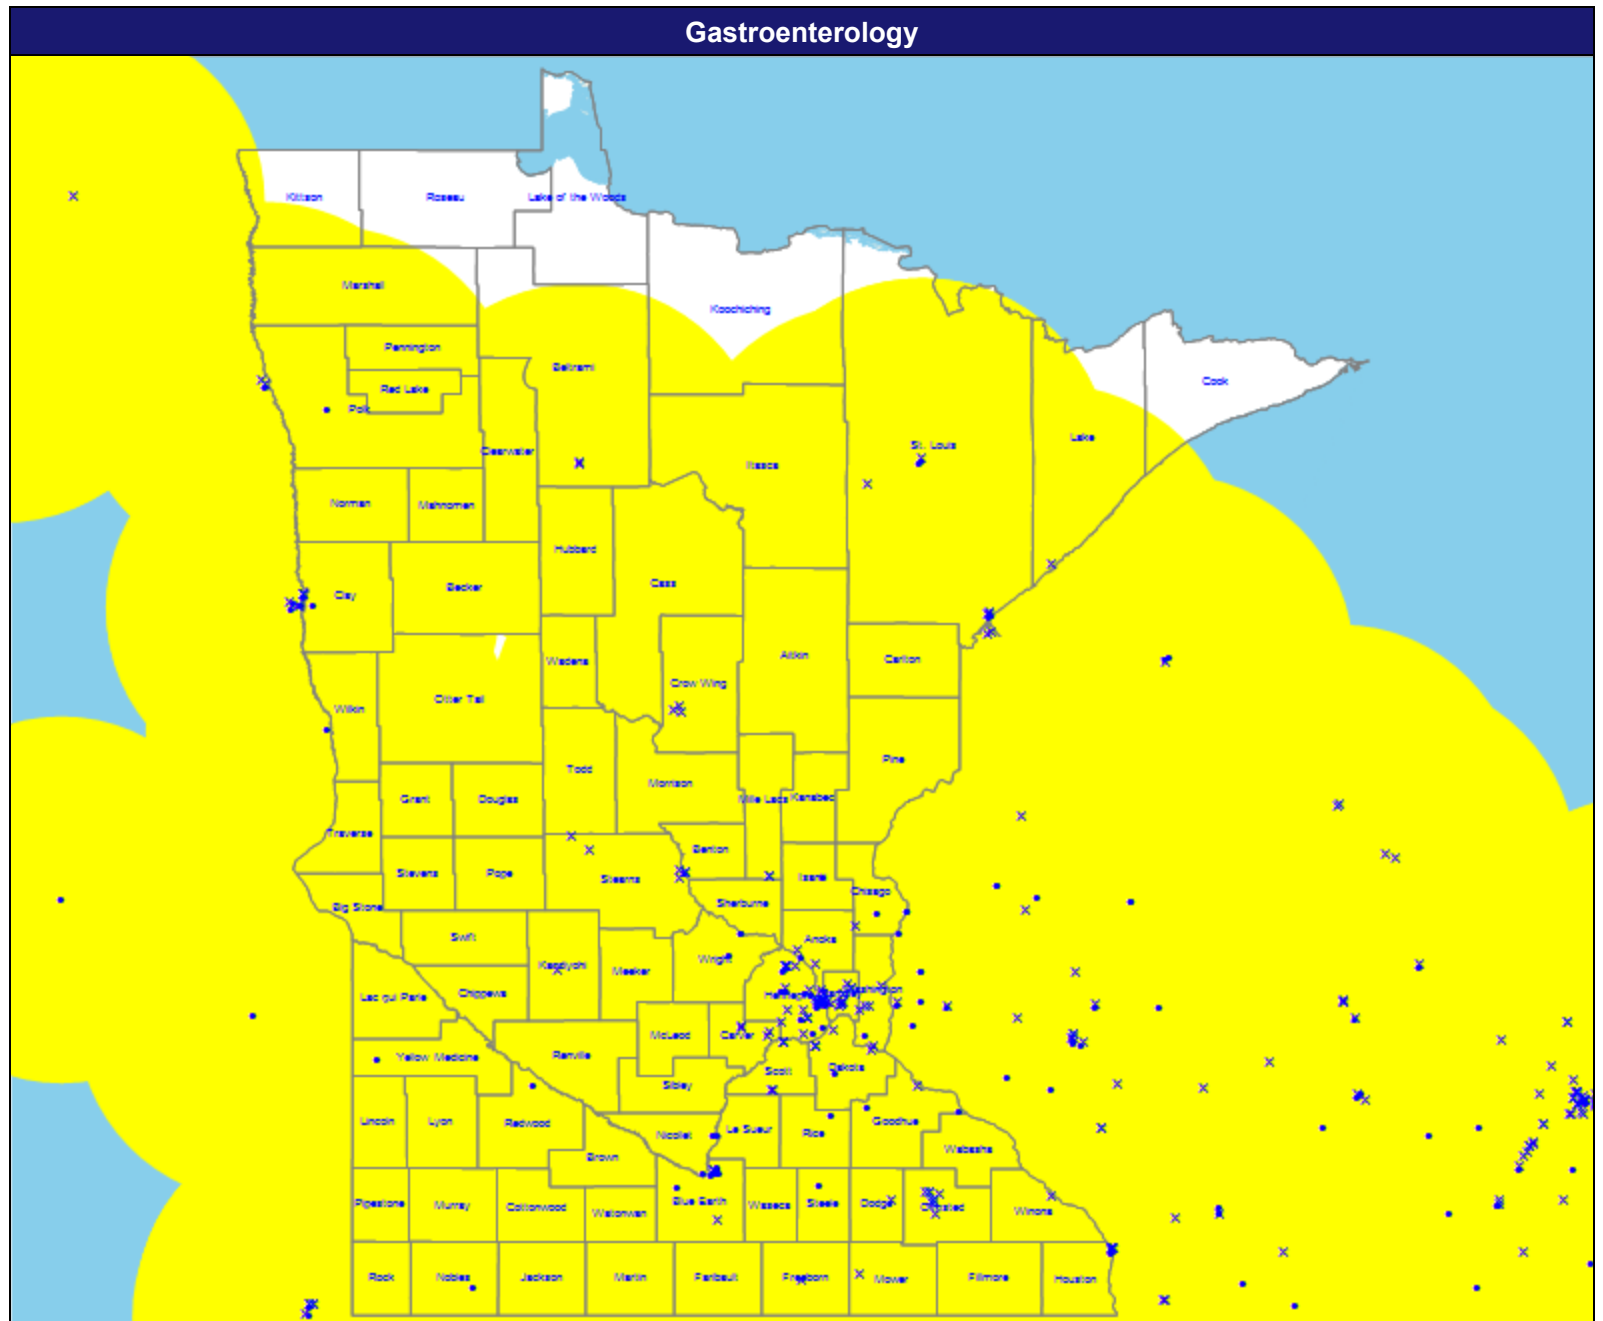 Gastroenterology
Kittson
Roseau
Lake of the Woods
Marshall
Koochiching
Pennington
Beltrami
Red Lake
Polk
Cook
Clearwater
St. Louis
Lake
Itasca
Norman
Mahnomen
Hubbard
Cass
Becker
Clay
Wadena
Aitkin
Carlton
Crow Wing
Otter Tail
Wilkin
Pine
Todd
Morrison
Grant
Douglas
Mille Lacs
Kanabec
Traverse
Benton
Stevens
Pope
Stearns
Isanti
Chisago
Big Stone
Sherburne
Swift
Anoka
Wright
Kandiyohi
Meeker
Chippewa
Lac qui Parle
Hennepin
Washington
McLeod
Carver
Yellow Medicine
Renville
Scott
Dakota
Sibley
Lincoln
Lyon
Redwood
Le Sueur
Rice
Goodhue
Nicollet
Brown
Wabasha
Pipestone
Murray
Cottonwood
Watonwan
Blue Earth
Waseca
Steele
Dodge
Olmsted
Winona
Rock
Nobles
Jackson
Martin
Faribault
Freeborn
Mower
Fillmore
Houston